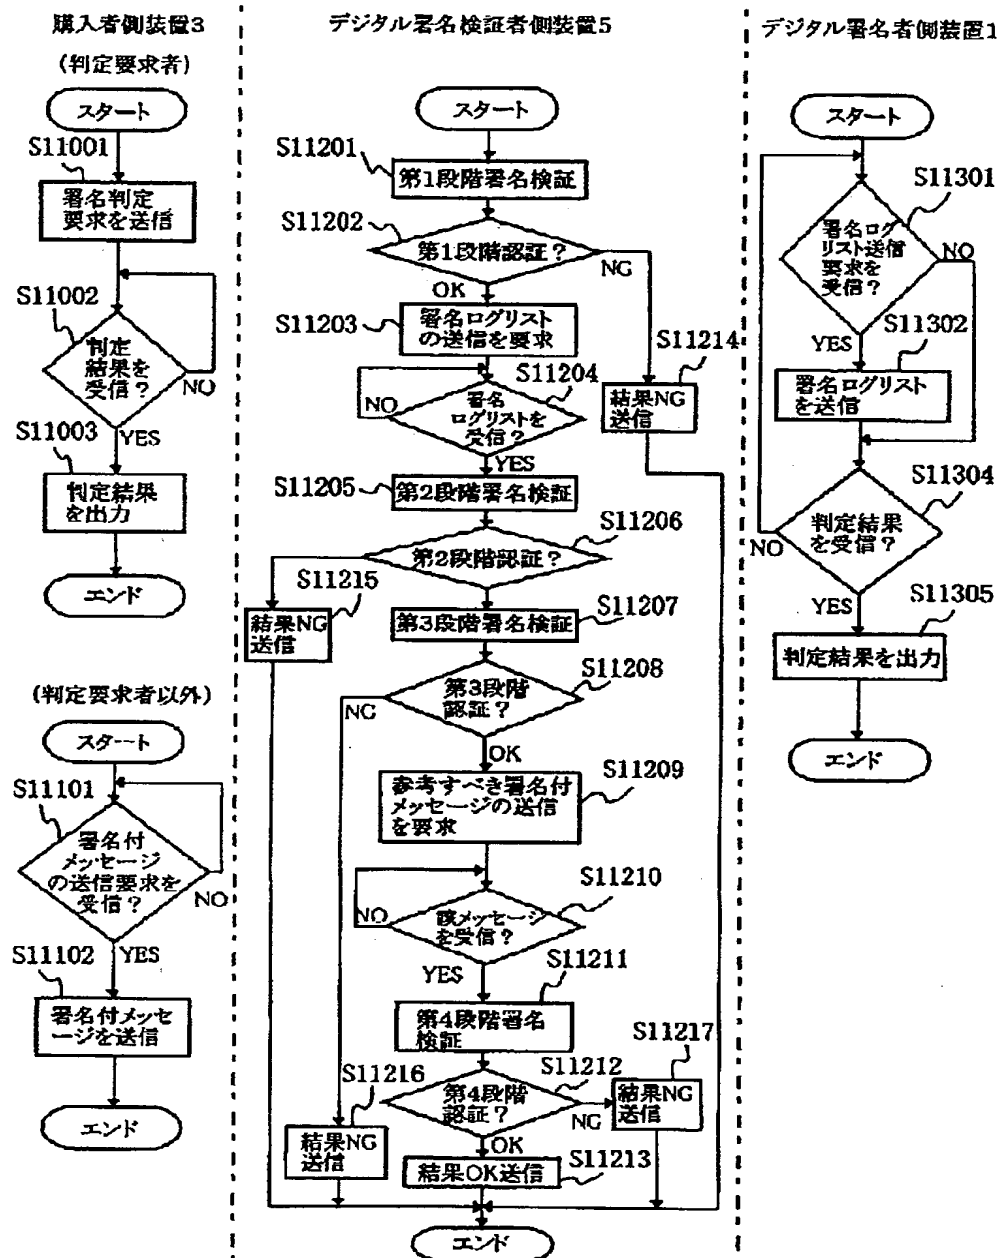 購入者側装置3
(判定要求者)
スタート
S11001
署名判定
要求を送信
S11002
判定
結果を
受信?
NO
S11003
YES
判定結果
を出力
エンド
(判定要求者以外)
スタート
S11101
署名付
メッセージ
の送信要求を
受信?
NO
S11102
YES
署名付メッセ
ージを送信
エンド
デジタル署名検証者側装置5
スタート
S11201
第1段階署名検証
S11202
第1段階認証?
NG
OK
S11203
署名ログリスト
の送信を要求
S11214
結果NG
送信
S11204
署名
ログリストを
受信?
NO
YES
S11205
第2段階署名検証
S11206
第2段階認証?
S11215
結果NG
送信
S11207
第3段階署名検証
S11208
第3段階
認証?
NG
OK
S11209
参考すべき署名付
メッセージの送信
を要求
S11210
該メッセージ
を受信?
NO
YES
S11211
第4段階署名
検証
S11212
第4段階
認証?
NG
S11217
結果NG
送信
S11216
結果NG
送信
OK
S11213
結果OK送信
エンド
デジタル署名者側装置1
スタート
S11301
署名ログ
リスト送信
要求を
受信?
NO
S11302
YES
署名ログリスト
を送信
S11304
判定結果
を受信?
NO
YES
S11305
判定結果を出力
エンド